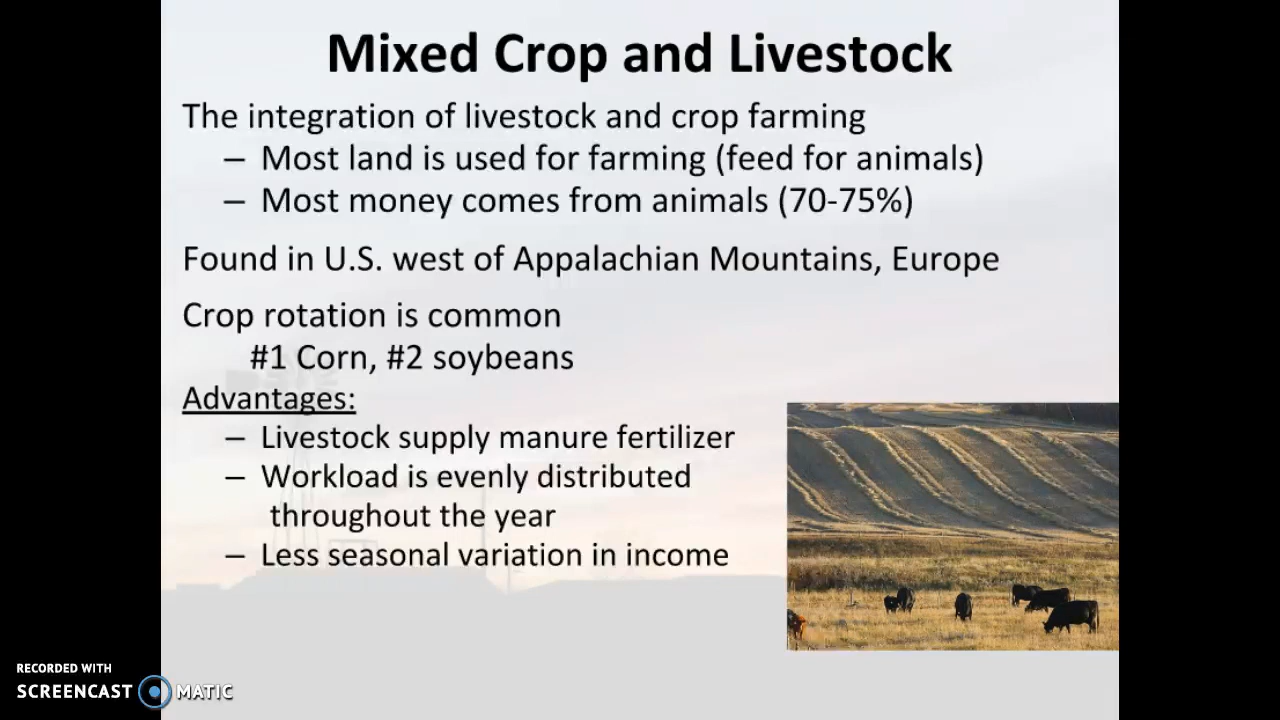 Mixed Crop and Livestock
The integration of livestock and crop farming
– Most land is used for farming (feed for animals)
– Most money comes from animals (70-75%)
Found in U.S. west of Appalachian Mountains, Europe
Crop rotation is common
#1 Corn, #2 soybeans
Advantages:
– Livestock supply manure fertilizer
– Workload is evenly distributed
throughout the year
– Less seasonal variation in income
RECORDED WITH
SCREENCAST MATIC